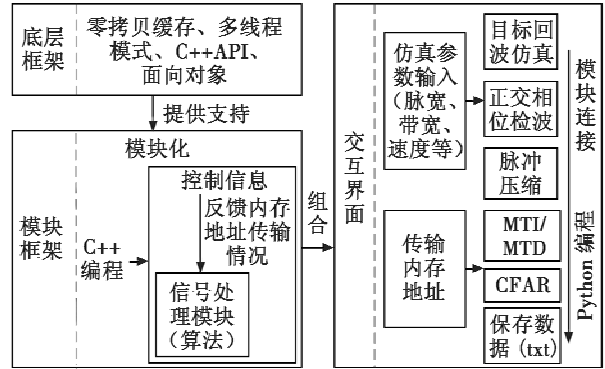 底层
框架
零拷贝缓存、多线程
模式、C++API、
面向对象
提供支持
模块
框架
模块化
C++
编程
控制信息
反馈内存
地址传输
情况
信号处
理模块
（算法）
组合
交互界面
仿真参
数输入
（脉宽、
带宽、
速度等）
传输
内存
地址
目标回
波仿真
正交相
位检波
脉冲
压缩
MTI/
MTD
CFAR
保存数
据 (txt)
模块连接
Python 编程